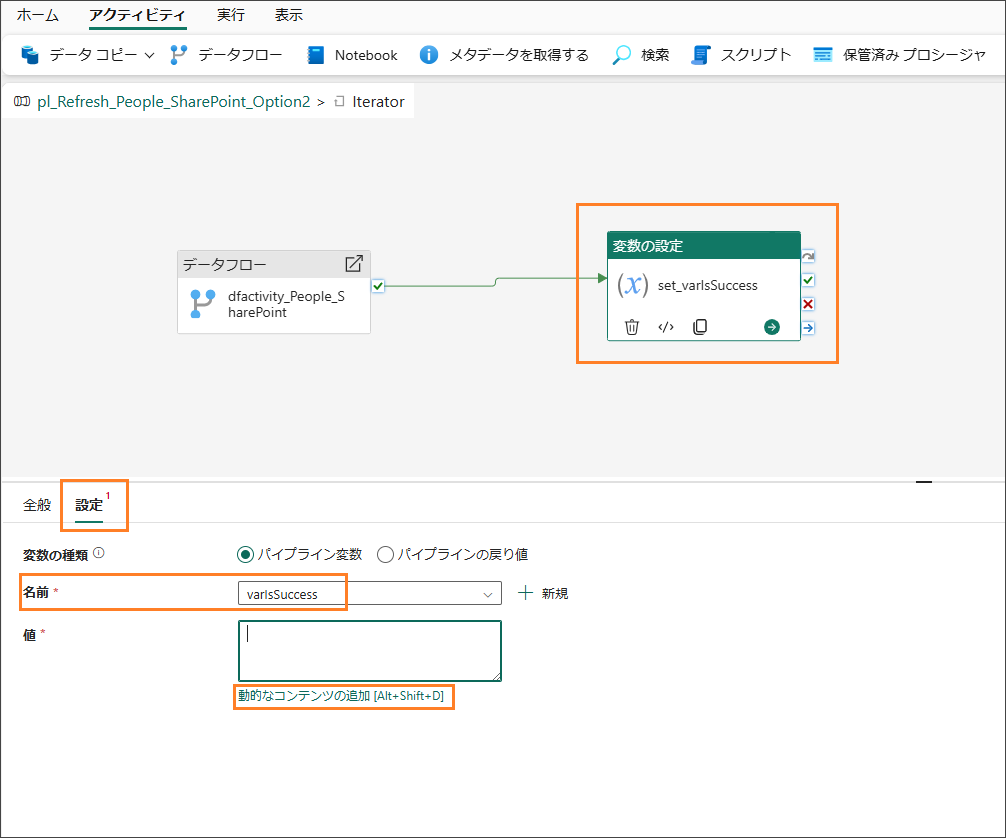 ホーム アクティビティ 実行 表示
データ コピー データフロー Notebook メタデータを取得する 検索 スクリプト 保管済み プロシージャ
pl_Refresh_People_SharePoint_Option2 > Iterator
変数の設定
データフロー
(x) set_varIsSuccess
dfactivity_People_S
harePoint
全般 設定 1
変数の種類 パイプライン変数 パイプラインの戻り値
名前 * varIsSuccess 新規
値 *
動的なコンテンツの追加 [Alt+Shift+D]